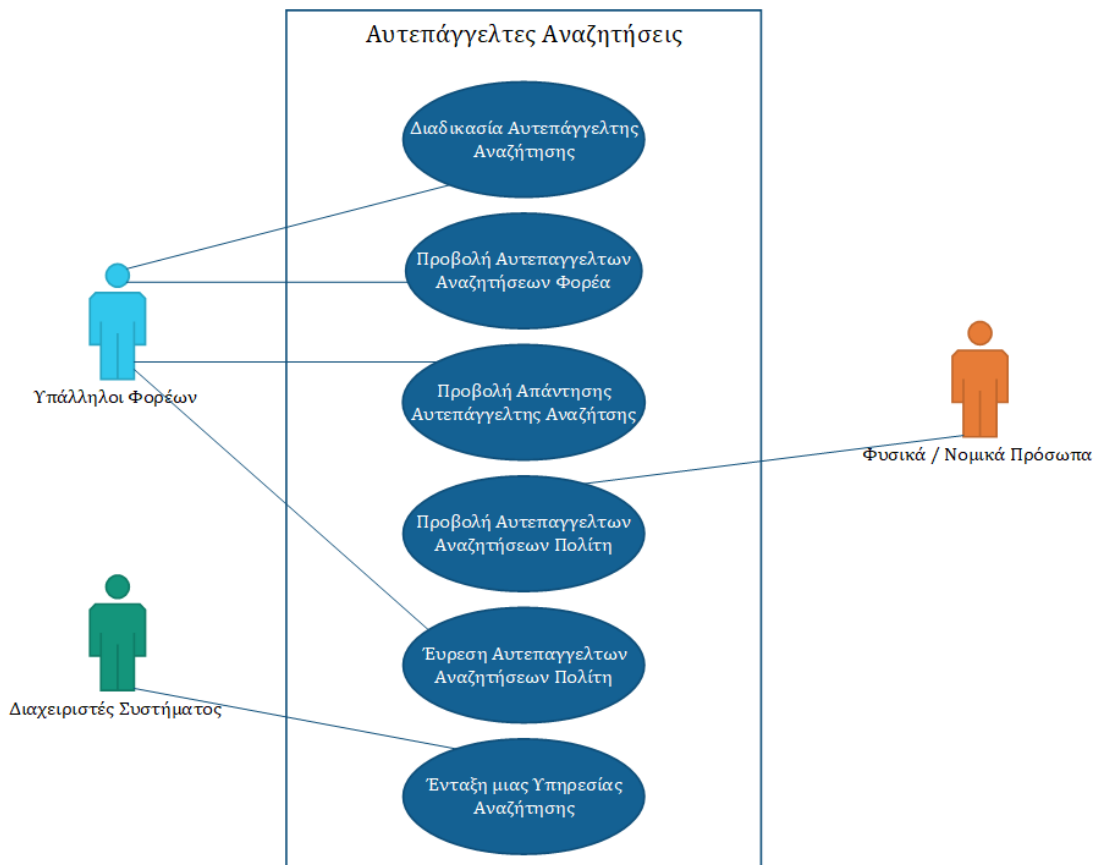 Αυτεπάγγελτες Αναζητήσεις
Διαδικασία Αυτεπάγγελτης
Αναζήτησης
Προβολή Αυτεπαγγελτων
Αναζητήσεων Φορέα
Υπάλληλοι Φορέων
Προβολή Απάντησης
Αυτεπάγγελτης Αναζήτσης
Φυσικά / Νομικά Πρόσωπα
Προβολή Αυτεπαγγελτων
Αναζητήσεων Πολίτη
Έυρεση Αυτεπαγγελτων
Αναζητήσεων Πολίτη
Διαχειριστές Συστήματος
Ένταξη μιας Υπηρεσίας
Αναζήτησης